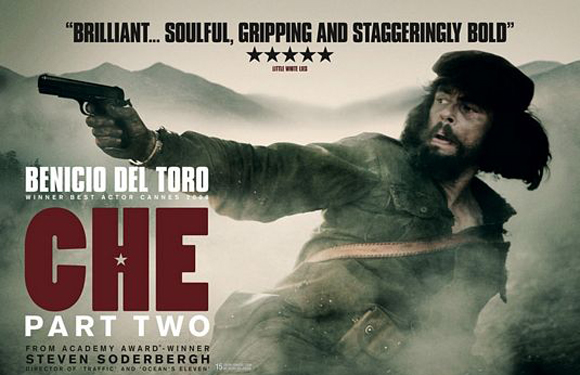 “BRILLIANT... SOULFUL, GRIPPING AND STAGGERINGLY BOLD”
LITTLE WHITE LIES
BENICIO DEL TORO
WINNER BEST ACTOR CANNES 2008
CHE
PART TWO
FROM ACADEMY AWARD®-WINNER
STEVEN SODERBERGH
DIRECTOR OF ‘TRAFFIC’ AND ‘OCEAN'S ELEVEN’
15